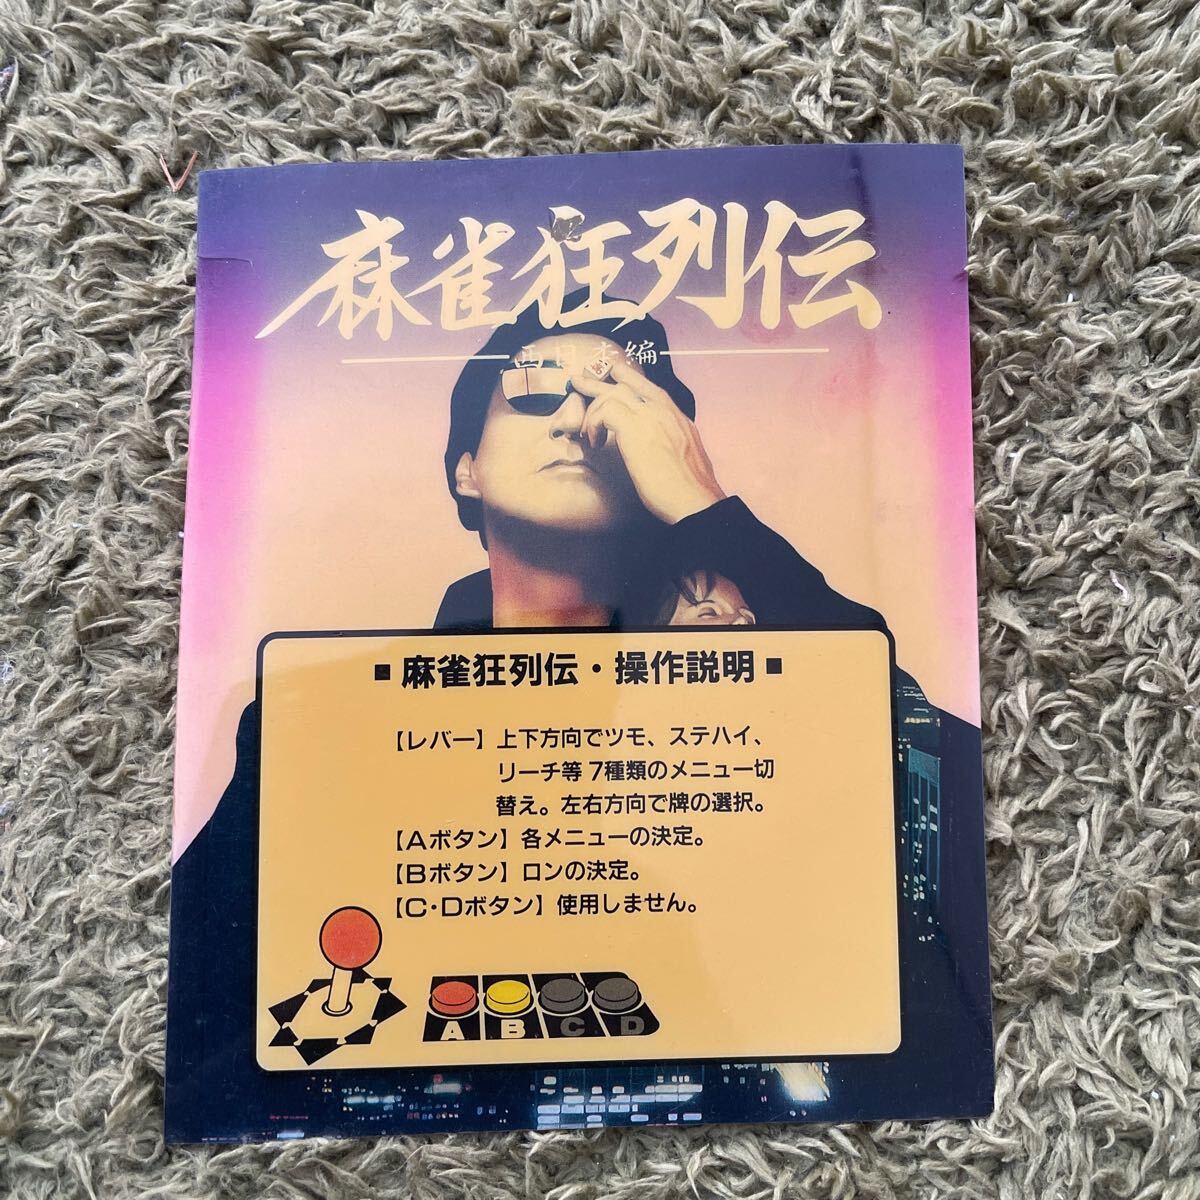 麻雀狂列伝
西日本編
■ 麻雀狂列伝・操作説明 ■
【レバー】上下方向でツモ、ステハイ、
リーチ等7種類のメニュー切
替え。左右方向で牌の選択。
【Aボタン】各メニューの決定。
【Bボタン】ロンの決定。
【C・Dボタン】使用しません。
A B C D